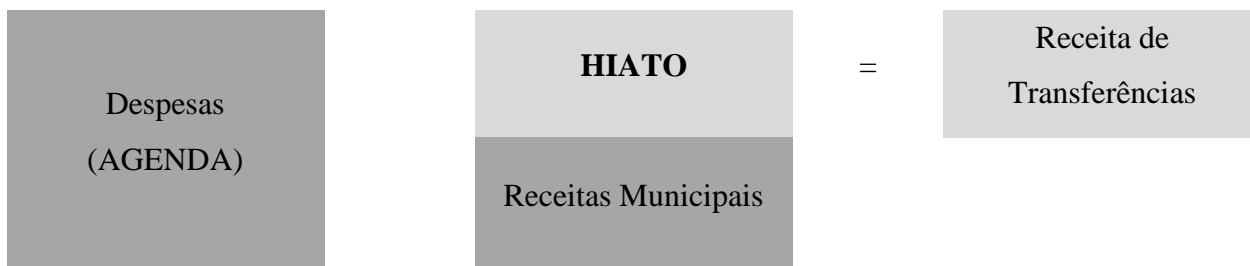 Despesas
(AGENDA)
HIATO
Receitas Municipais
=
Receita de
Transferências